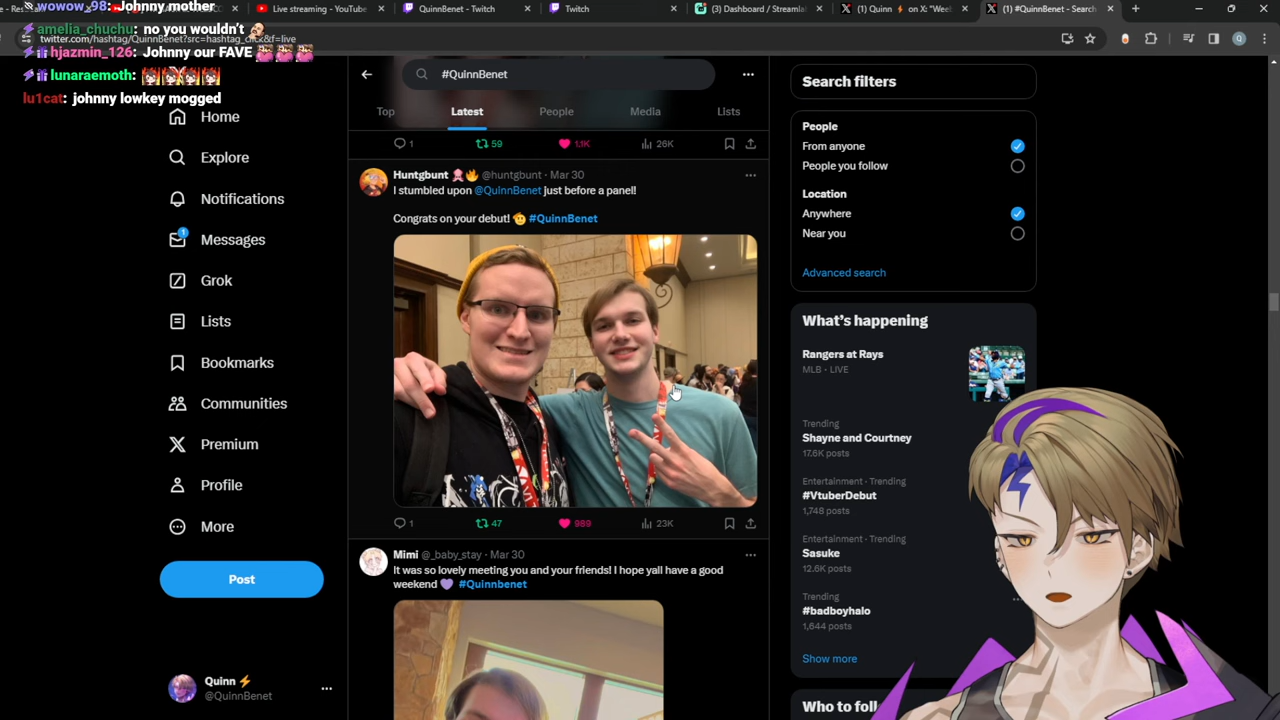 wowow_98: Johnny mother
amelia_chuchu: no you wouldn't
hjazmin_126: Johnny our FAVE
lunaraemoth:
lu1cat: johnny lowkey mogged
Live streaming - YouTube
QuinnBenet - Twitch
Twitch
(3) Dashboard / Streamlab
(1) Quinn ⚡ on X: "Week
(1) #QuinnBenet - Search
twitter.com/hashtag/QuinnBenet?src=hashtag_click&f=live
Home
Explore
Notifications
1
Messages
Grok
Lists
Bookmarks
Communities
Premium
Profile
More
Post
Quinn ⚡
@QuinnBenet
#QuinnBenet
Top
Latest
People
Media
Lists
1
59
1.1K
26K
Huntgbunt @huntgbunt · Mar 30
I stumbled upon @QuinnBenet just before a panel!
Congrats on your debut! #QuinnBenet
1
47
989
23K
Mimi @_baby_stay · Mar 30
It was so lovely meeting you and your friends! I hope yall have a good
weekend 💜 #Quinnbenet
Search filters
People
From anyone
People you follow
Location
Anywhere
Near you
Advanced search
What's happening
Rangers at Rays
MLB · LIVE
Trending
Shayne and Courtney
17.6K posts
Entertainment · Trending
#VtuberDebut
1,748 posts
Entertainment · Trending
Sasuke
12.6K posts
Trending
#badboyhalo
1,644 posts
Show more
Who to foll